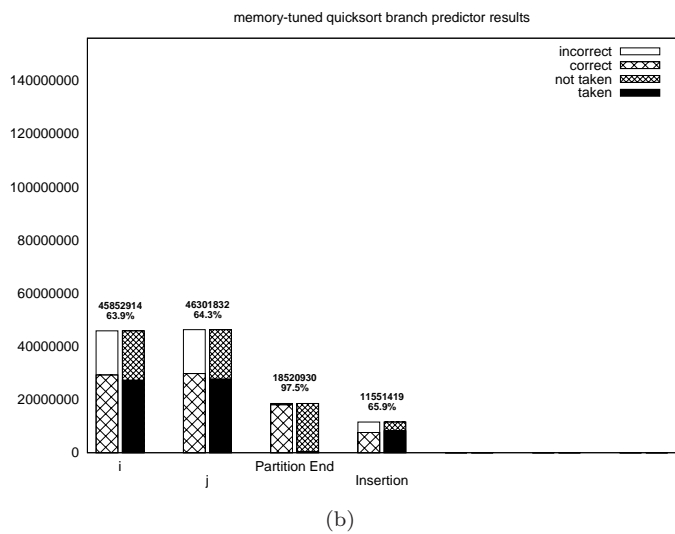 memory-tuned quicksort branch predictor results
incorrect
correct
not taken
taken
140000000
120000000
100000000
80000000
60000000
40000000
20000000
0
45852914
63.9%
46301832
64.3%
18520930
97.5%
11551419
65.9%
i
j
Partition End
Insertion
(b)